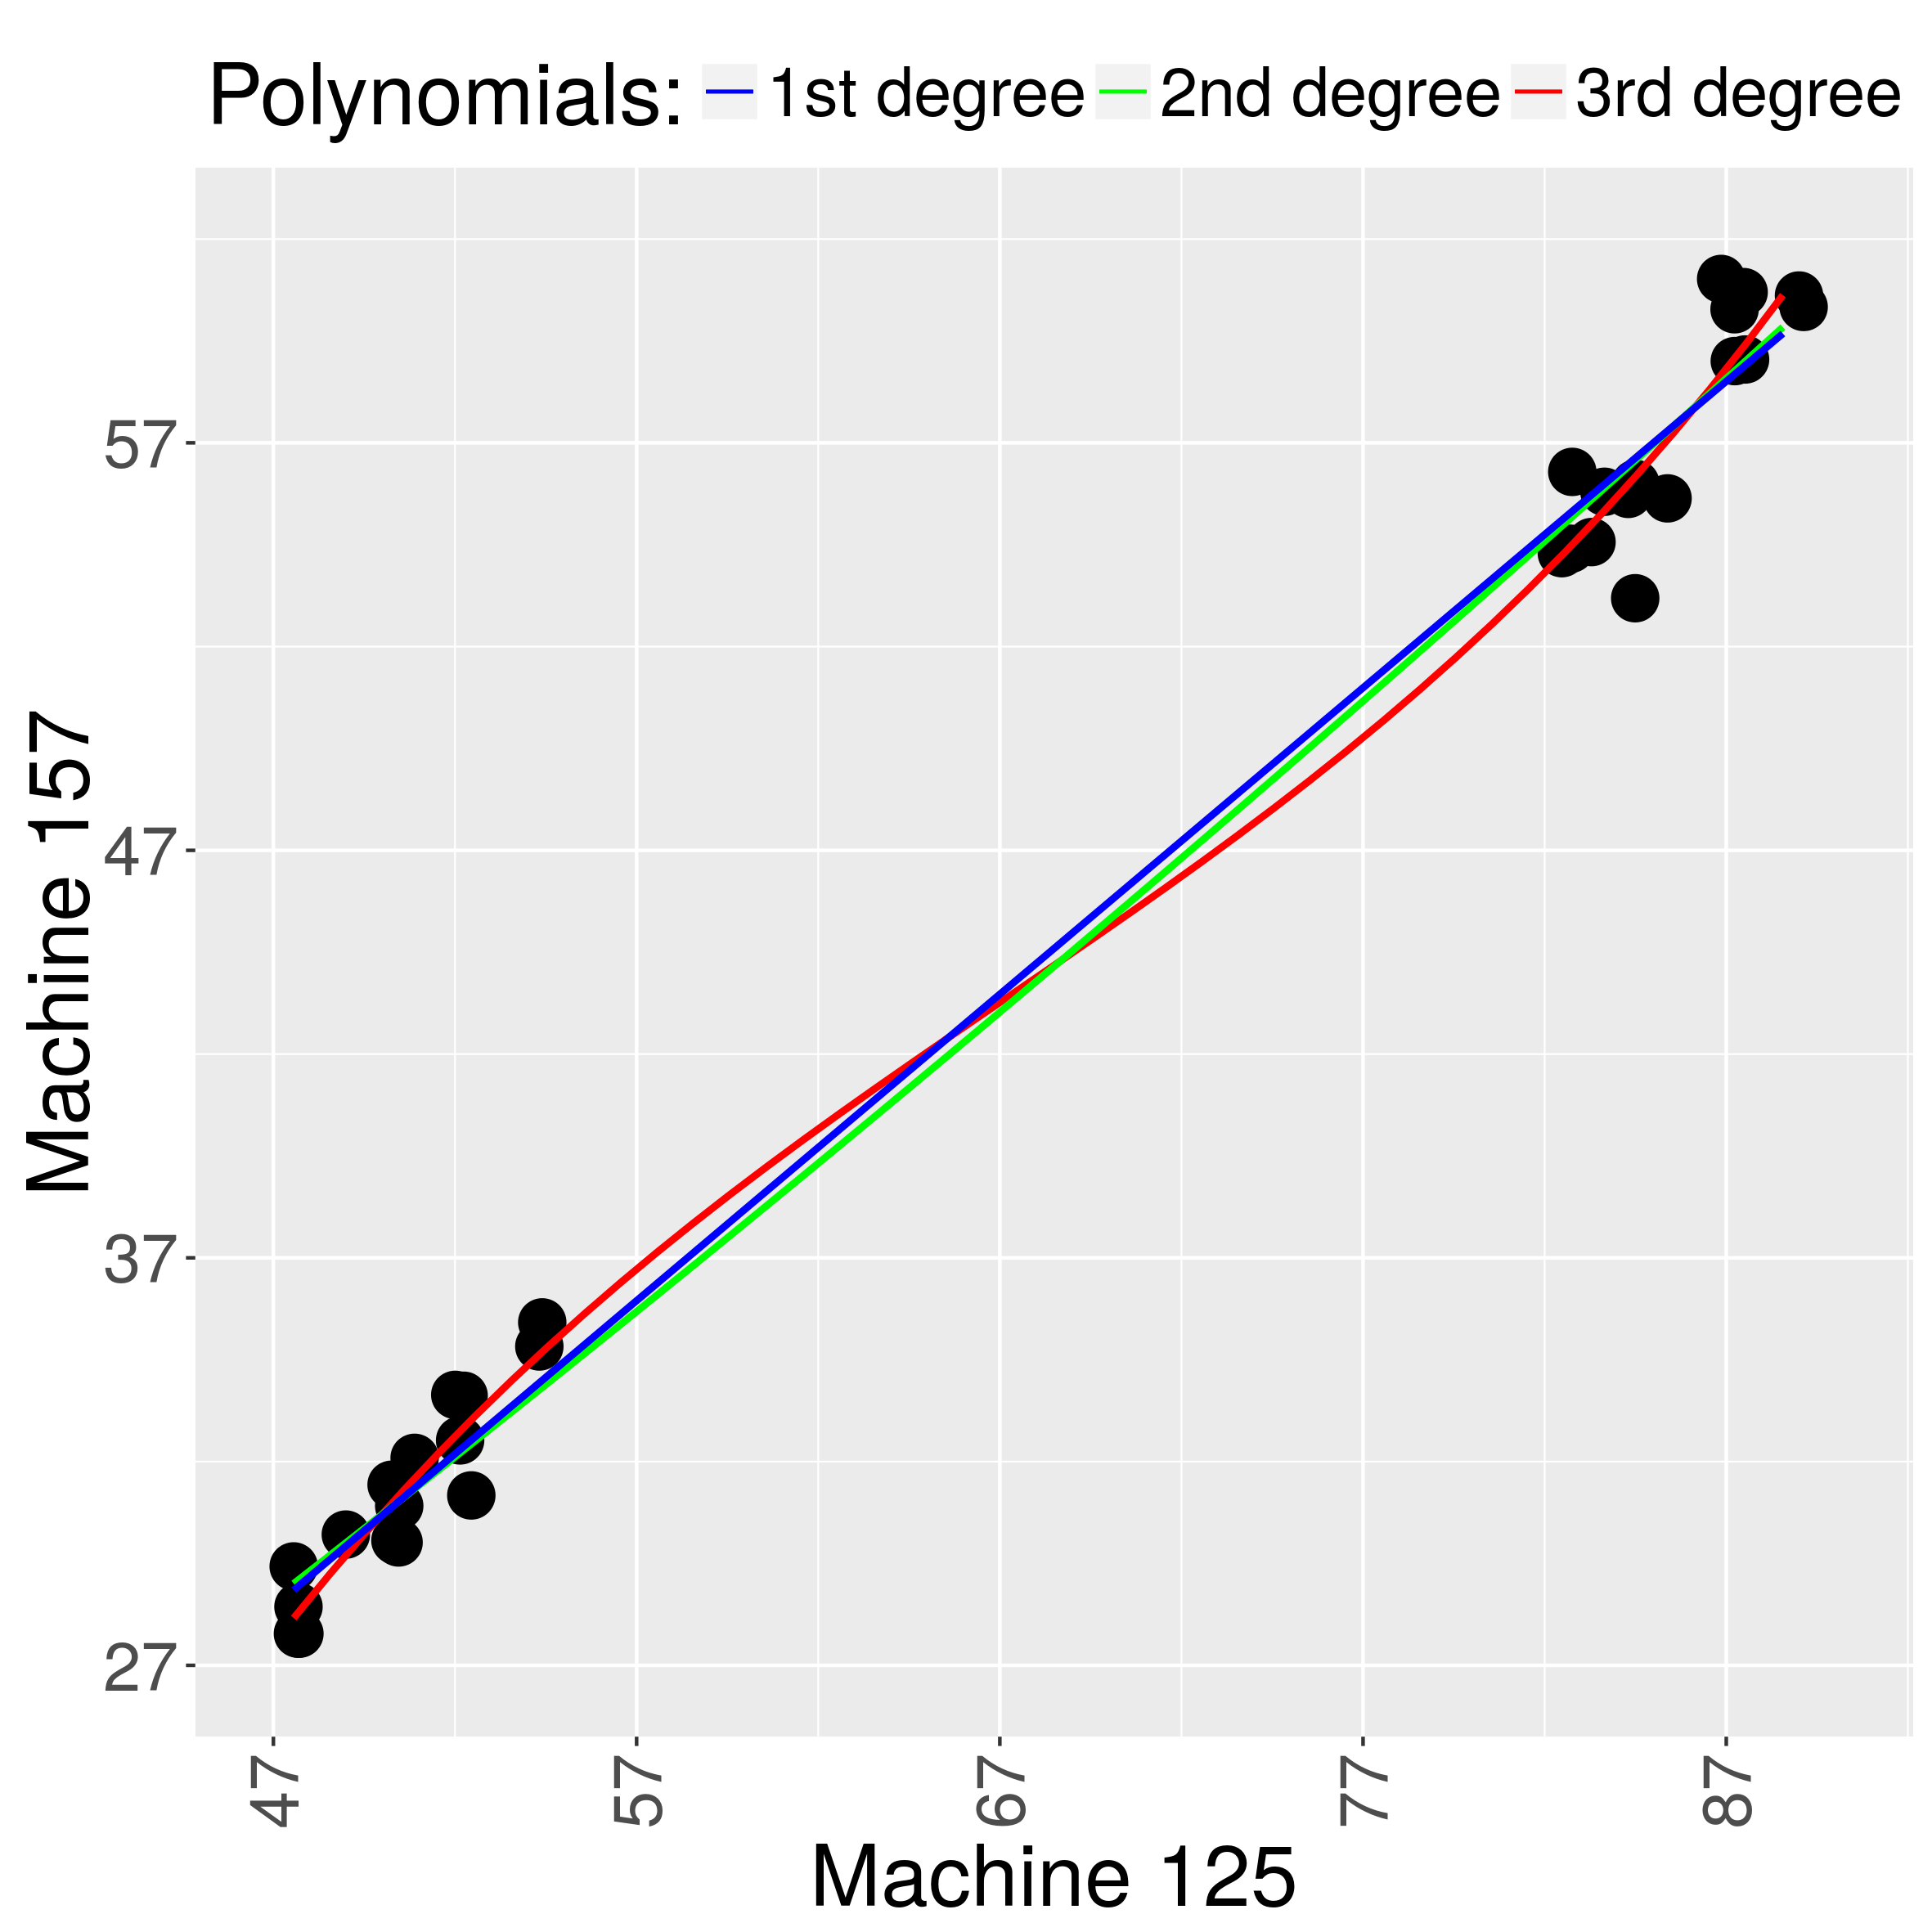 Polynomials: 1st degree 2nd degree 3rd degree
57
47
37
27
Machine 157
47 57 67 77 87
Machine 125